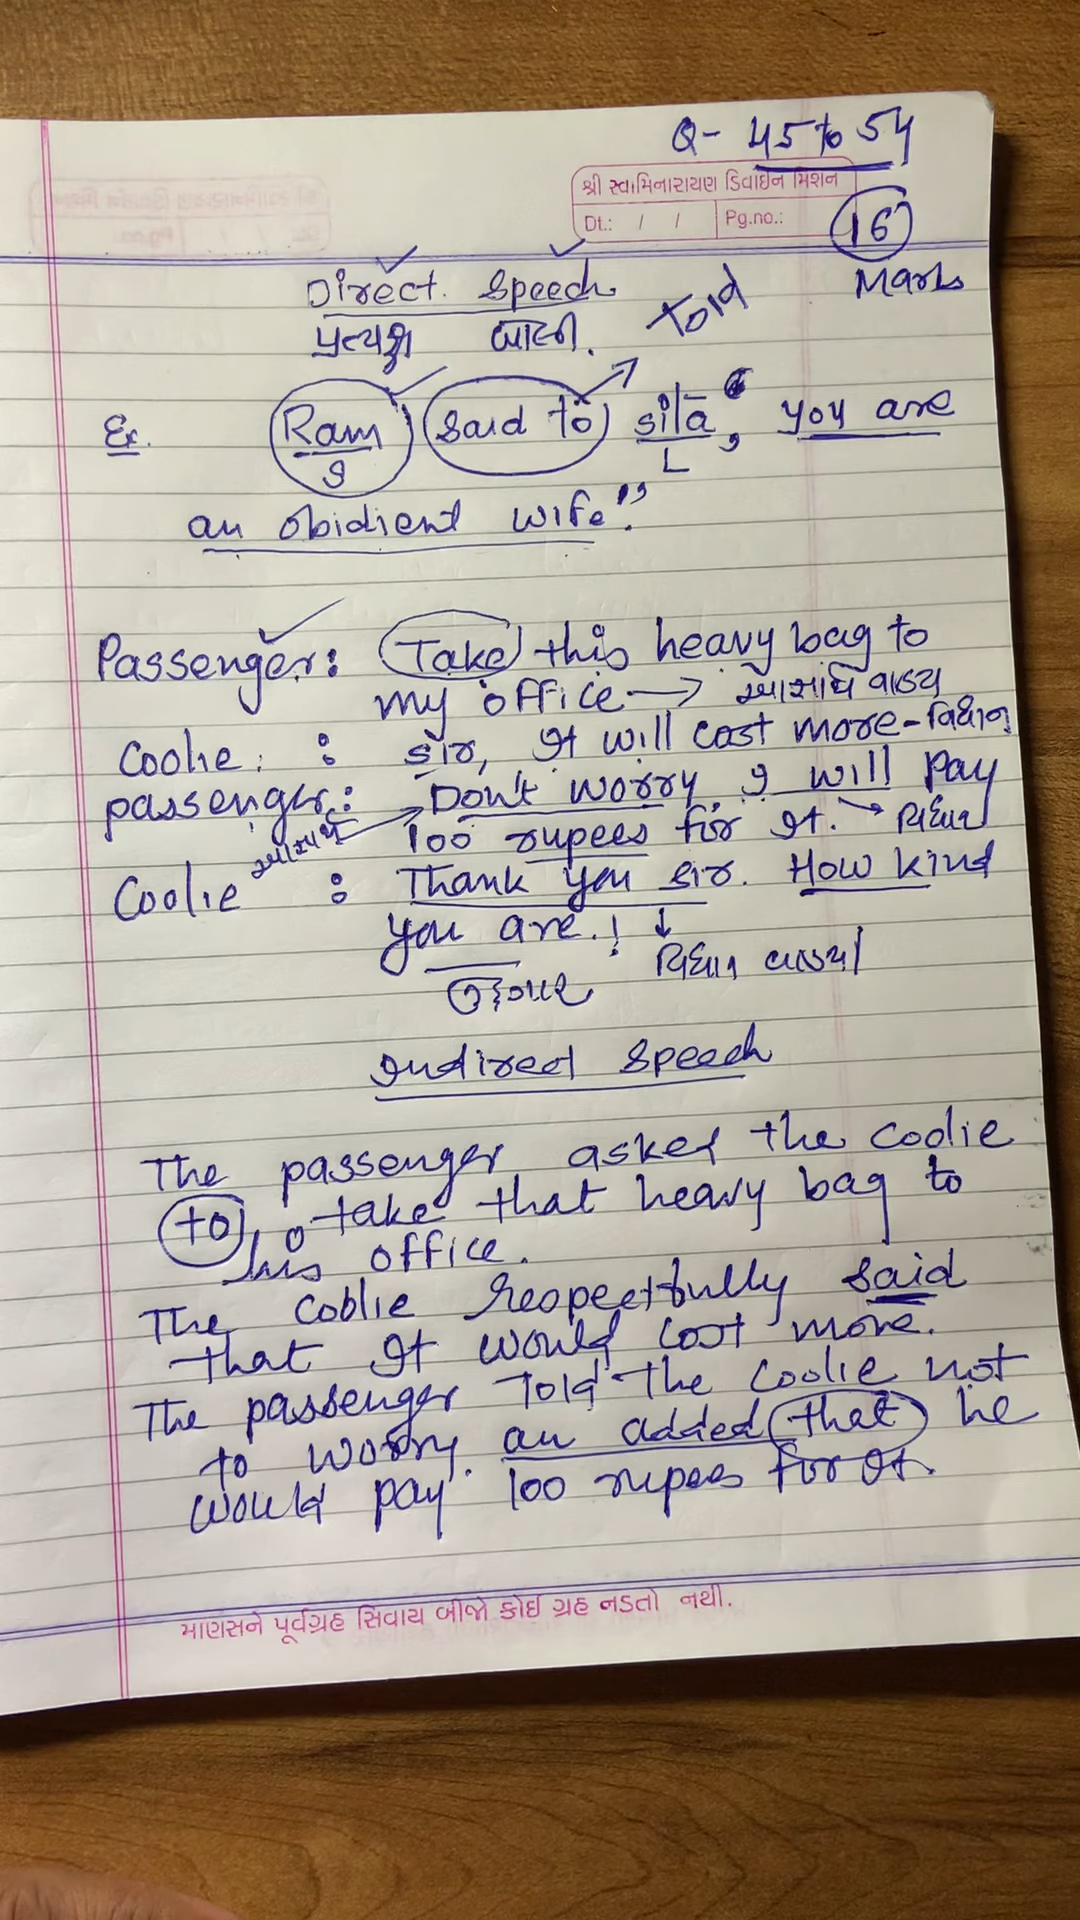 Q- 45 to 54
શ્રી સ્વામિનારાયણ ડિવાઈન મિશન
Dt.: / / Pg.no.:
16
Marks
Direct Speech
પ્રત્યક્ષ
Told
Ex. Ram said to sita, you are
an obidient wife."
Passenger: Take this heavy bag to
my office → વાક્ય
Coolie : sir, It will cost more - વિધાન
passenger: Don't worry I will pay
100 rupees for It. → વિધાન
Coolie : Thank you sir. How kind
you are.!
વિધાન વાક્ય
ઉદ્દગાર
Indirect Speech
The passenger asked the coolie
to take that heavy bag to
his office.
The coolie respectfully said
that It would cost more.
The passenger Told the coolie not
to worry. an added that he
would pay 100 rupees for It.
માણસને પૂર્વગ્રહ સિવાય બીજો કોઈ ગ્રહ નડતો નથી.